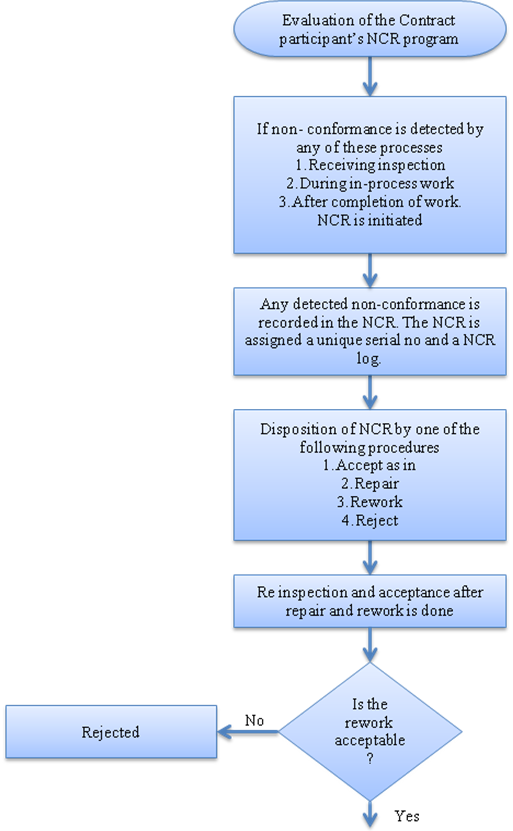 Evaluation of the Contract
participant's NCR program
If non- conformance is detected by
any of these processes
1.Receiving inspection
2.During in-process work
3.After completion of work.
NCR is initiated
Any detected non-conformance is
recorded in the NCR. The NCR is
assigned a unique serial no and a NCR
log.
Disposition of NCR by one of the
following procedures
1.Accept as in
2.Repair
3.Rework
4.Reject
Re inspection and acceptance after
repair and rework is done
Is the
rework
acceptable
?
No
Rejected
Yes